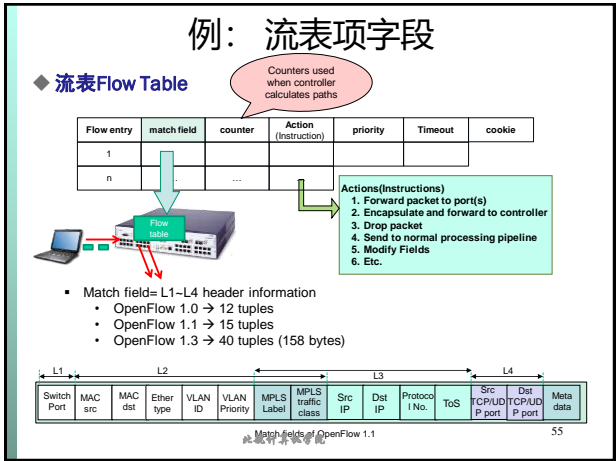 例： 流表项字段
◆ 流表Flow Table
Counters used
when controller
calculates paths
Flow entry match field counter Action (Instruction) priority Timeout cookie
1
n … … …
Flow
table
Actions(Instructions)
1. Forward packet to port(s)
2. Encapsulate and forward to controller
3. Drop packet
4. Send to normal processing pipeline
5. Modify Fields
6. Etc.
▪ Match field= L1~L4 header information
• OpenFlow 1.0 → 12 tuples
• OpenFlow 1.1 → 15 tuples
• OpenFlow 1.3 → 40 tuples (158 bytes)
L1 L2 L3 L4
Switch Port MAC src MAC dst Ether type VLAN ID VLAN Priority MPLS Label MPLS traffic class Src IP Dst IP Protocol No. ToS Src TCP/UDP port Dst TCP/UDP port Meta data
Match fields of OpenFlow 1.1
55